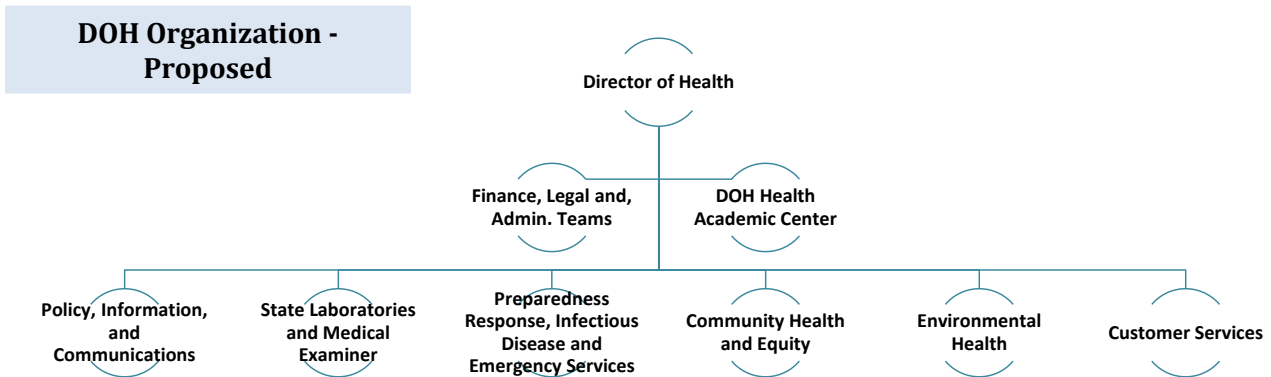 DOH Organization -
Proposed
Director of Health
Finance, Legal and,
Admin. Teams
DOH Health
Academic Center
Policy, Information,
and
Communications
State Laboratories
and Medical
Examiner
Preparedness
Response, Infectious
Disease and
Emergency Services
Community Health
and Equity
Environmental
Health
Customer Services